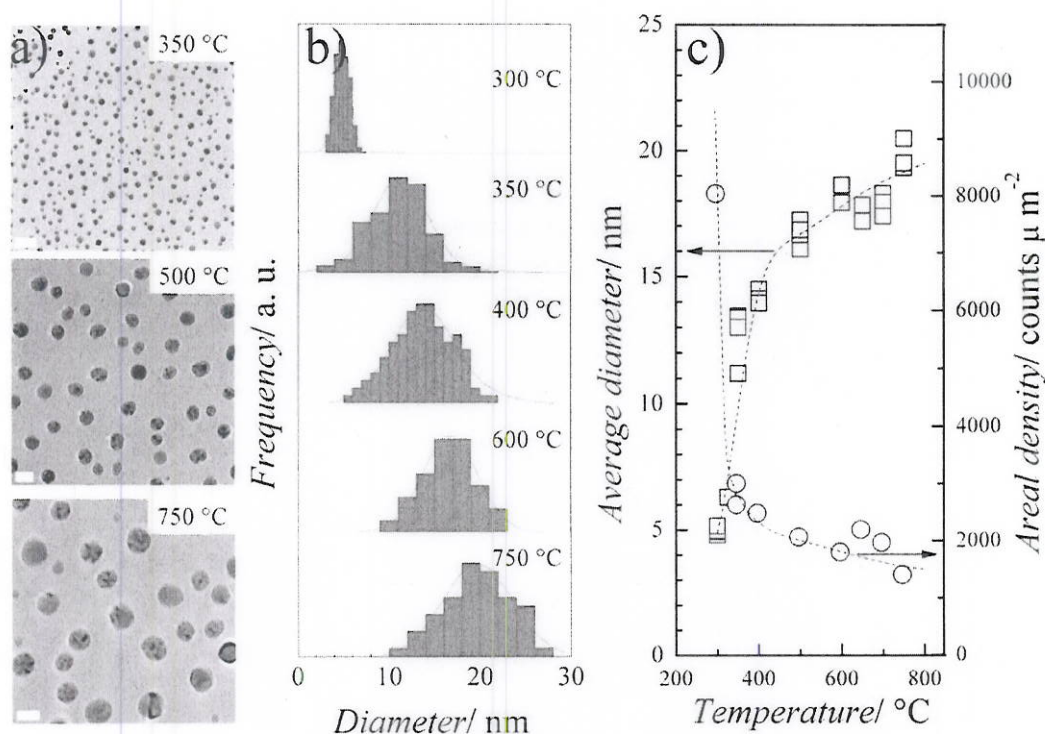 a)
350 °C
500 °C
750 °C
b)
300 °C
350 °C
400 °C
600 °C
750 °C
Frequency/ a. u.
0 10 20 30
Diameter/ nm
c)
25
20
15
10
5
0
Average diameter/ nm
10000
8000
6000
4000
2000
0
Areal density/ counts μ m-2
200 400 600 800
Temperature/ °C